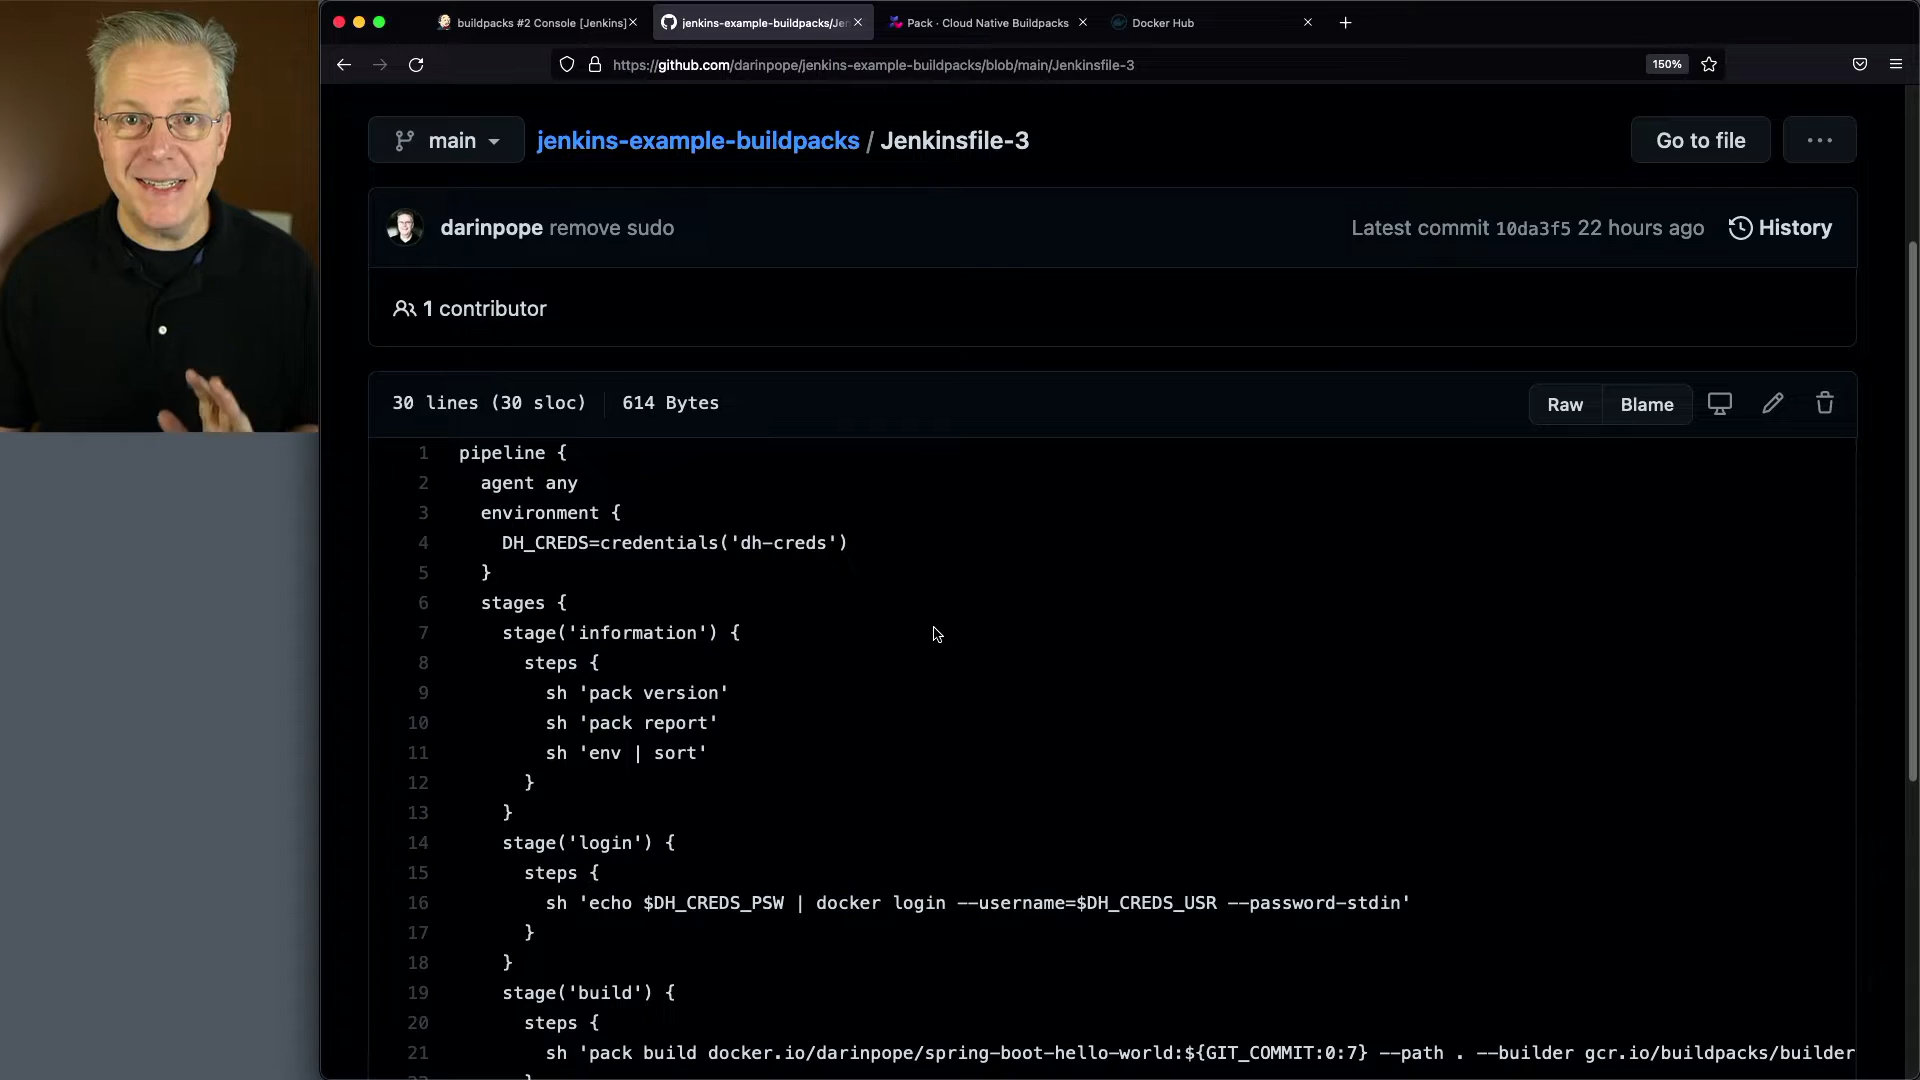 buildpacks #2 Console [Jenkins]
jenkins-example-buildpacks/Jen
Pack · Cloud Native Buildpacks
Docker Hub
https://github.com/darinpope/jenkins-example-buildpacks/blob/main/Jenkinsfile-3
150%
main
jenkins-example-buildpacks / Jenkinsfile-3
Go to file
darinpope remove sudo
Latest commit 10da3f5 22 hours ago
History
1 contributor
30 lines (30 sloc)
614 Bytes
Raw
Blame
1 pipeline {
2 agent any
3 environment {
4 DH_CREDS=credentials('dh-creds')
5 }
6 stages {
7 stage('information') {
8 steps {
9 sh 'pack version'
10 sh 'pack report'
11 sh 'env | sort'
12 }
13 }
14 stage('login') {
15 steps {
16 sh 'echo $DH_CREDS_PSW | docker login --username=$DH_CREDS_USR --password-stdin'
17 }
18 }
19 stage('build') {
20 steps {
21 sh 'pack build docker.io/darinpope/spring-boot-hello-world:${GIT_COMMIT:0:7} --path . --builder gcr.io/buildpacks/builder